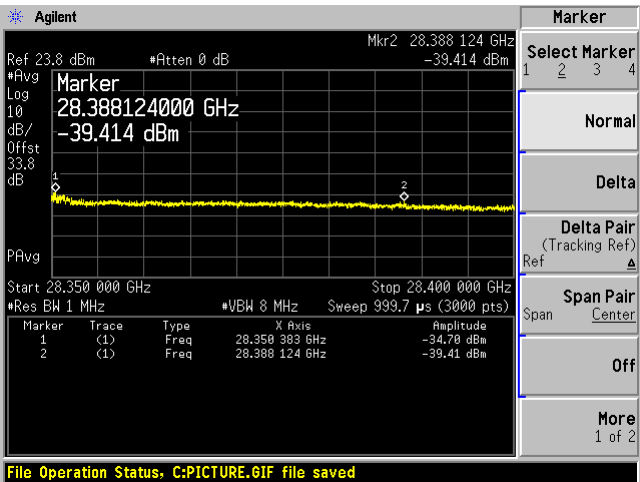 Agilent
Marker
Mkr2 28.388 124 GHz
Ref 23.8 dBm #Atten 0 dB -39.414 dBm
#Avg
Log
10
dB/
Offst
33.8
dB
PAvg
Marker
28.388124000 GHz
-39.414 dBm
1
2
Start 28.350 000 GHz Stop 28.400 000 GHz
#Res BW 1 MHz #VBW 8 MHz Sweep 999.7 µs (3000 pts)
Marker Trace Type X Axis Amplitude
1 (1) Freq 28.350 383 GHz -34.70 dBm
2 (1) Freq 28.388 124 GHz -39.41 dBm
Select Marker
1 2 3 4
Normal
Delta
Delta Pair
(Tracking Ref)
Ref Δ
Span Pair
Span Center
Off
More
1 of 2
File Operation Status, C:PICTURE.GIF file saved